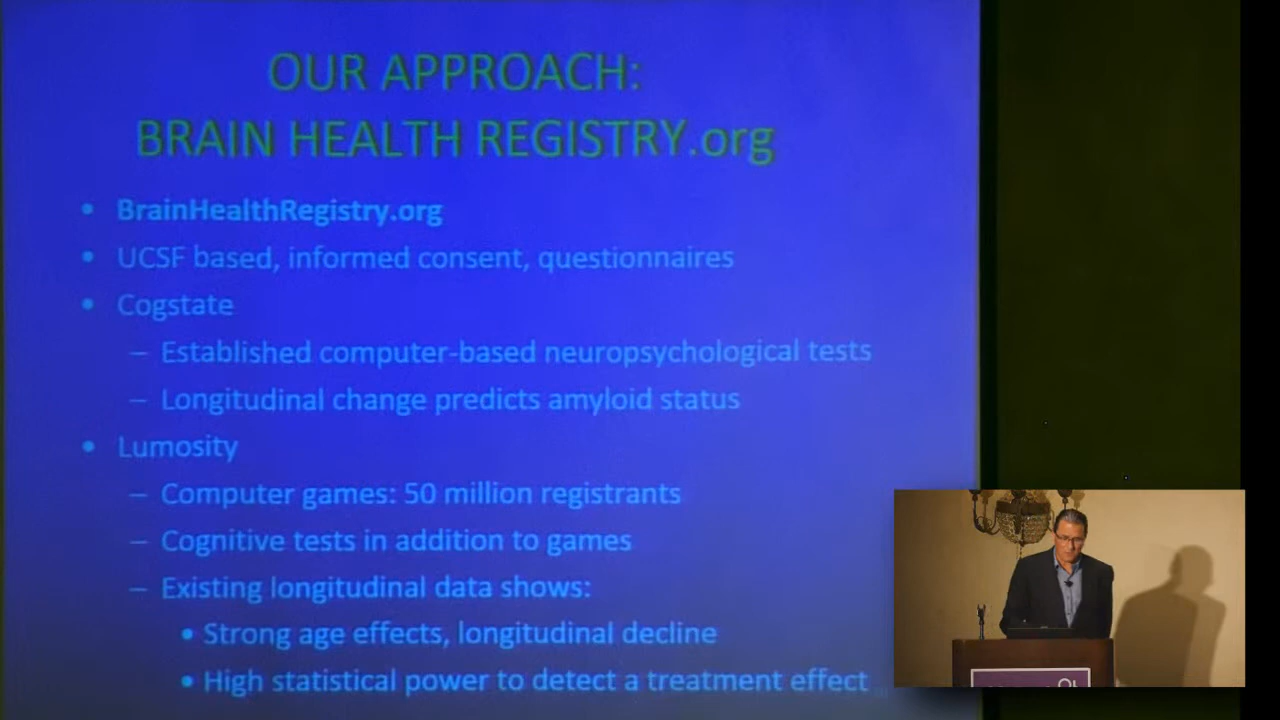 OUR APPROACH:
BRAIN HEALTH REGISTRY.org
• BrainHealthRegistry.org
• UCSF based, informed consent, questionnaires
• Cogstate
– Established computer-based neuropsychological tests
– Longitudinal change predicts amyloid status
• Lumosity
– Computer games: 50 million registrants
– Cognitive tests in addition to games
– Existing longitudinal data shows:
• Strong age effects, longitudinal decline
• High statistical power to detect a treatment effect